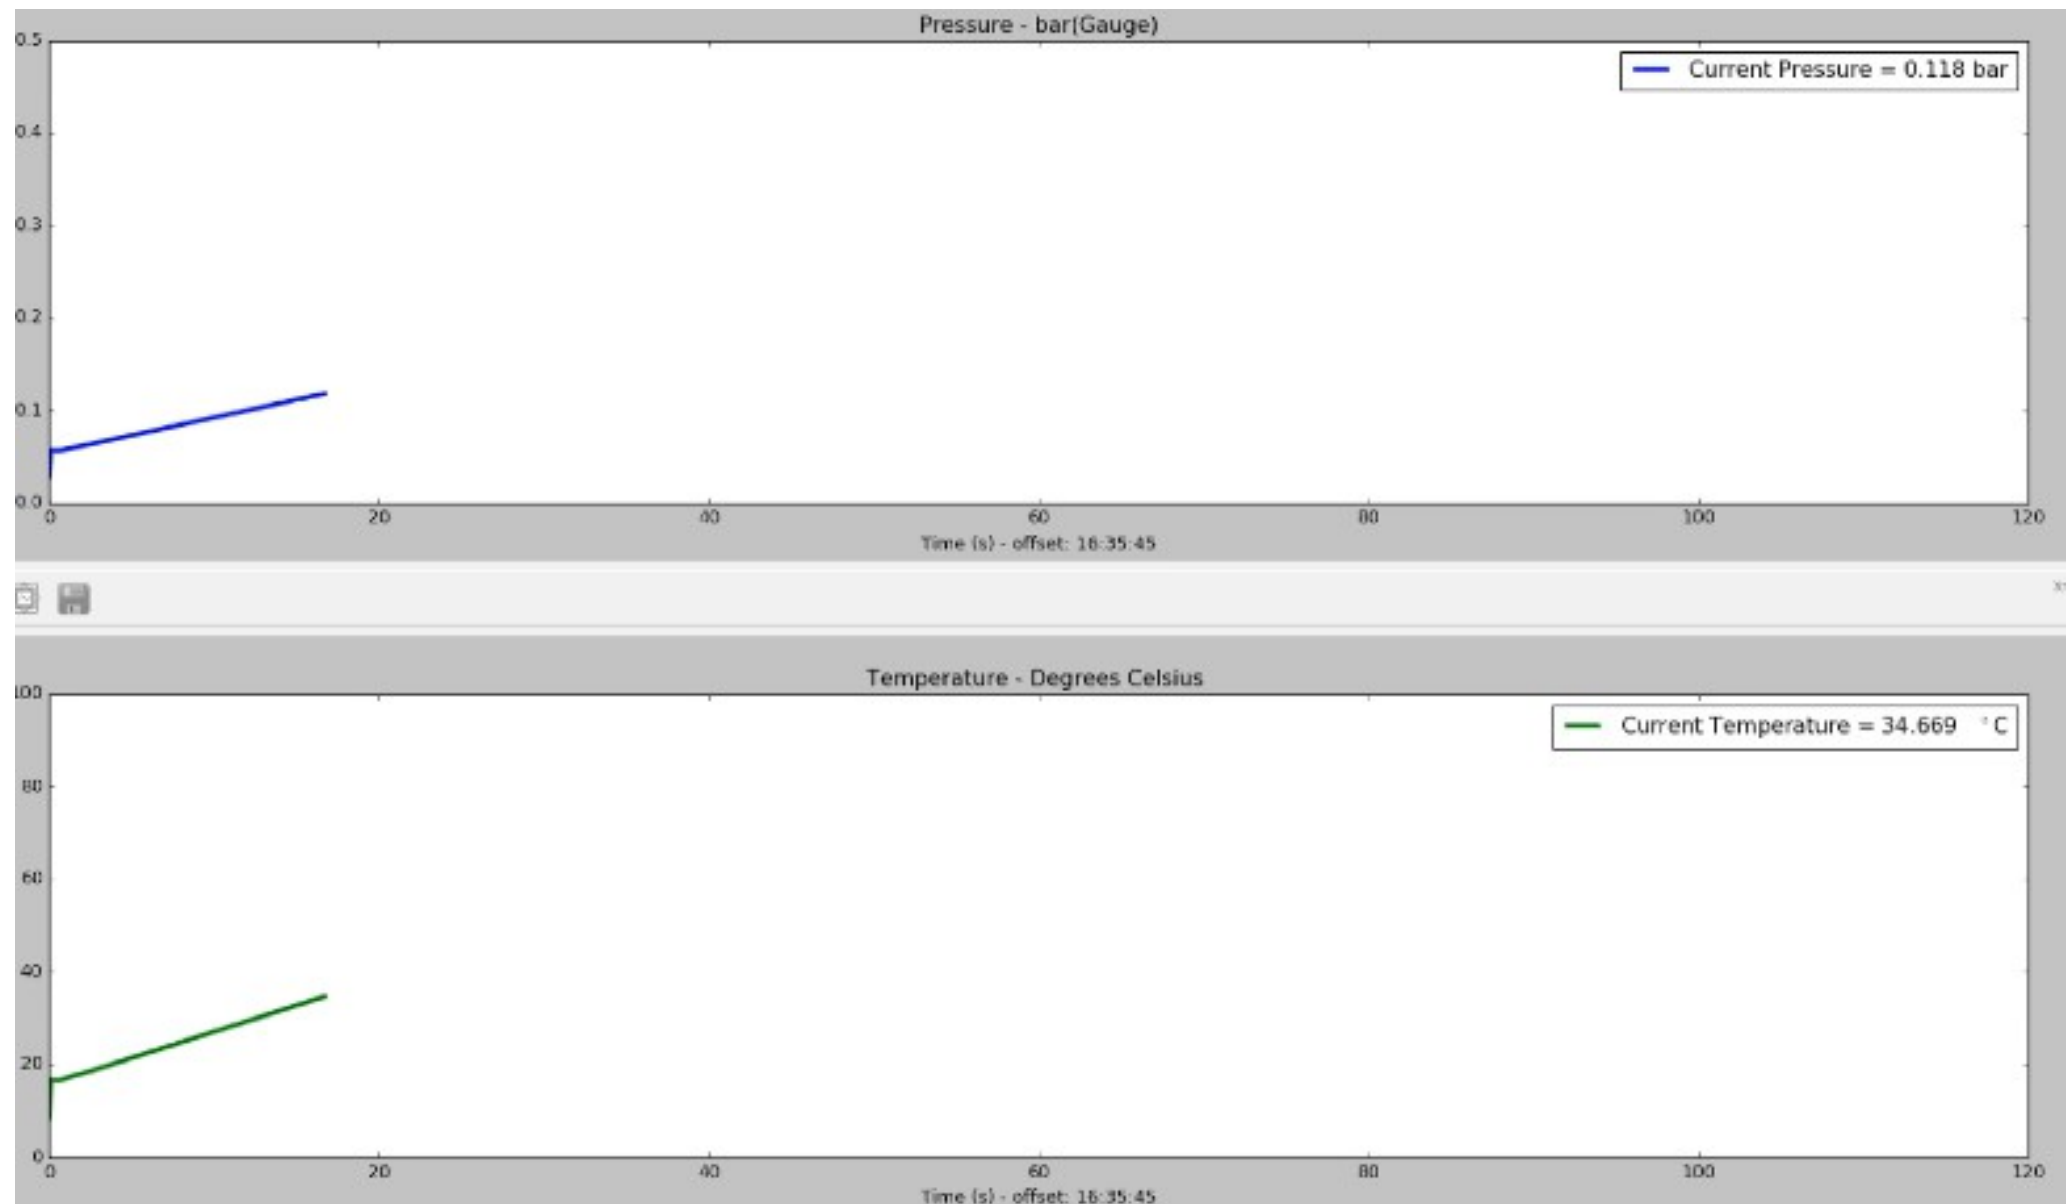 Pressure - bar(Gauge)
0.5
Current Pressure = 0.118 bar
0.4
0.3
0.2
0.1
0.0
0 20 40 60 80 100 120
Time (s) - offset: 16:35:45
Temperature - Degrees Celsius
100
Current Temperature = 34.669 °C
80
60
40
20
0
0 20 40 60 80 100 120
Time (s) - offset: 16:35:45